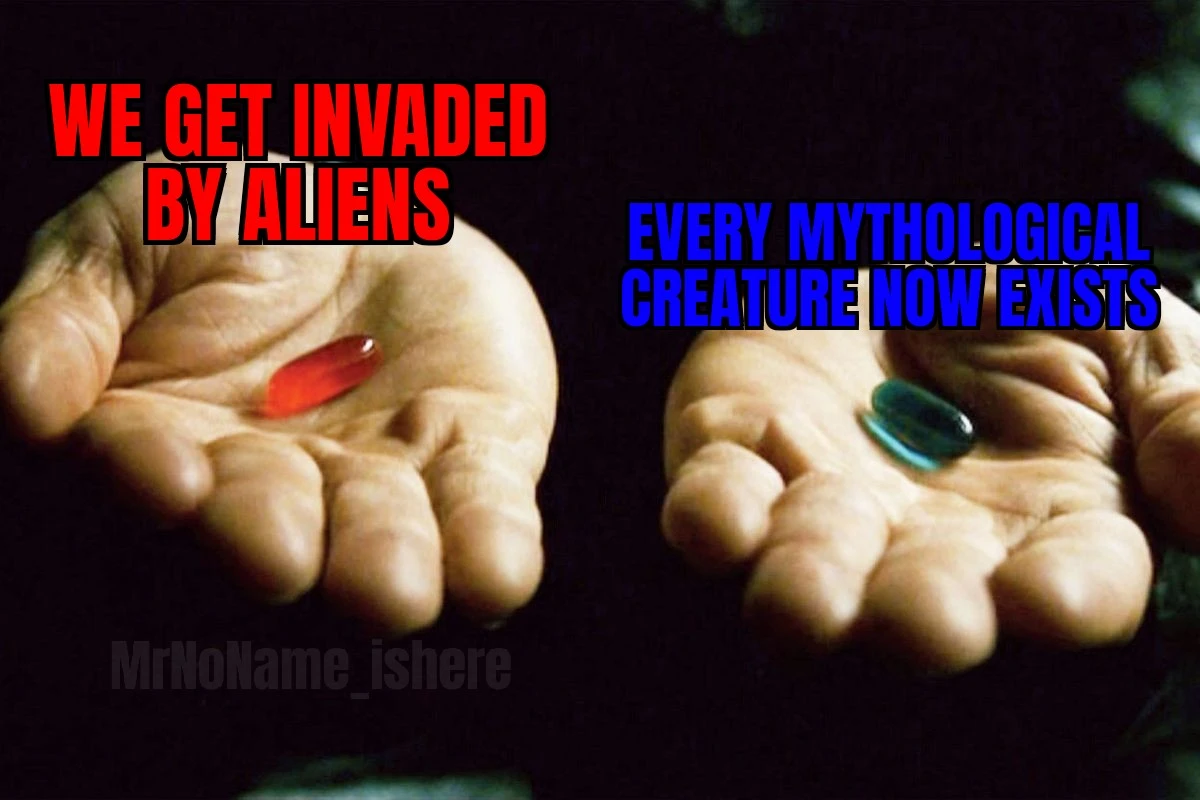 WE GET INVADED
BY ALIENS
EVERY MYTHOLOGICAL
CREATURE NOW EXISTS
MrNoName_ishere